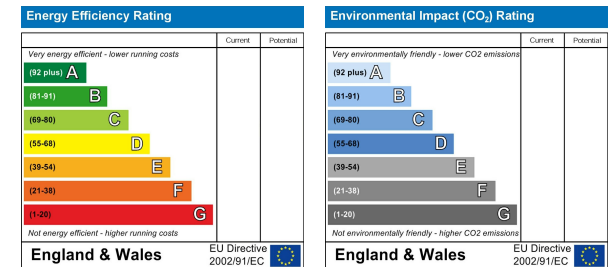 Energy Efficiency Rating
Current Potential
Very energy efficient - lower running costs
(92 plus) A
(81-91) B
(69-80) C
(55-68) D
(39-54) E
(21-38) F
(1-20) G
Not energy efficient - higher running costs
England & Wales
EU Directive
2002/91/EC
Environmental Impact (CO₂) Rating
Current Potential
Very environmentally friendly - lower CO2 emissions
(92 plus) A
(81-91) B
(69-80) C
(55-68) D
(39-54) E
(21-38) F
(1-20) G
Not environmentally friendly - higher CO2 emissions
England & Wales
EU Directive
2002/91/EC